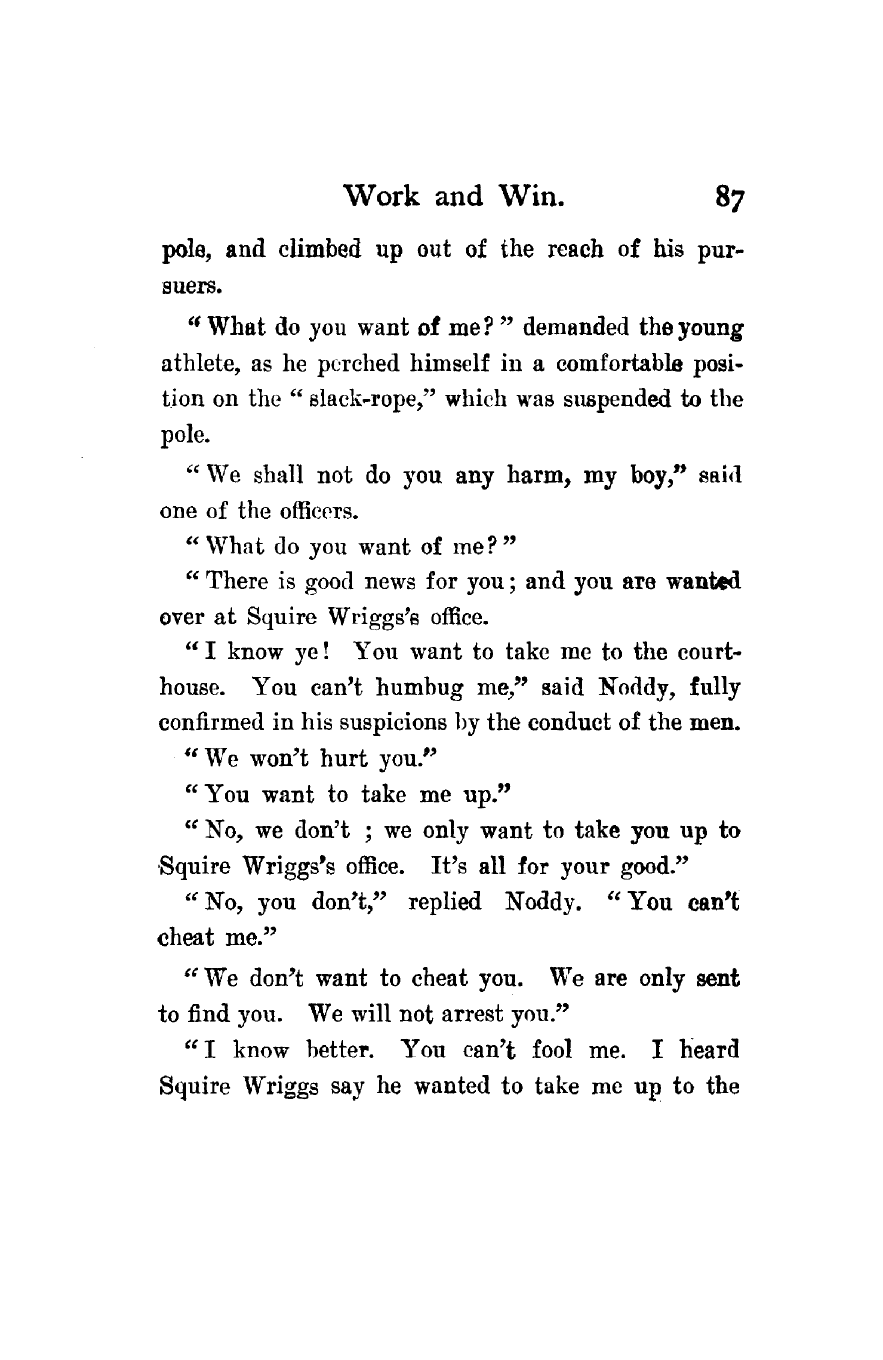 Work and Win. 87
pole, and climbed up out of the reach of his pur-
suers.
“What do you want of me?” demanded the young
athlete, as he perched himself in a comfortable posi-
tion on the “slack-rope,” which was suspended to the
pole.
“We shall not do you any harm, my boy,” said
one of the officers.
“What do you want of me?”
“There is good news for you; and you are wanted
over at Squire Wriggs’s office.
“I know ye! You want to take me to the court-
house. You can’t humbug me,” said Noddy, fully
confirmed in his suspicions by the conduct of the men.
“We won’t hurt you.”
“You want to take me up.”
“No, we don’t ; we only want to take you up to
Squire Wriggs’s office. It’s all for your good.”
“No, you don’t,” replied Noddy. “You can’t
cheat me.”
“We don’t want to cheat you. We are only sent
to find you. We will not arrest you.”
“I know better. You can’t fool me. I heard
Squire Wriggs say he wanted to take me up to the